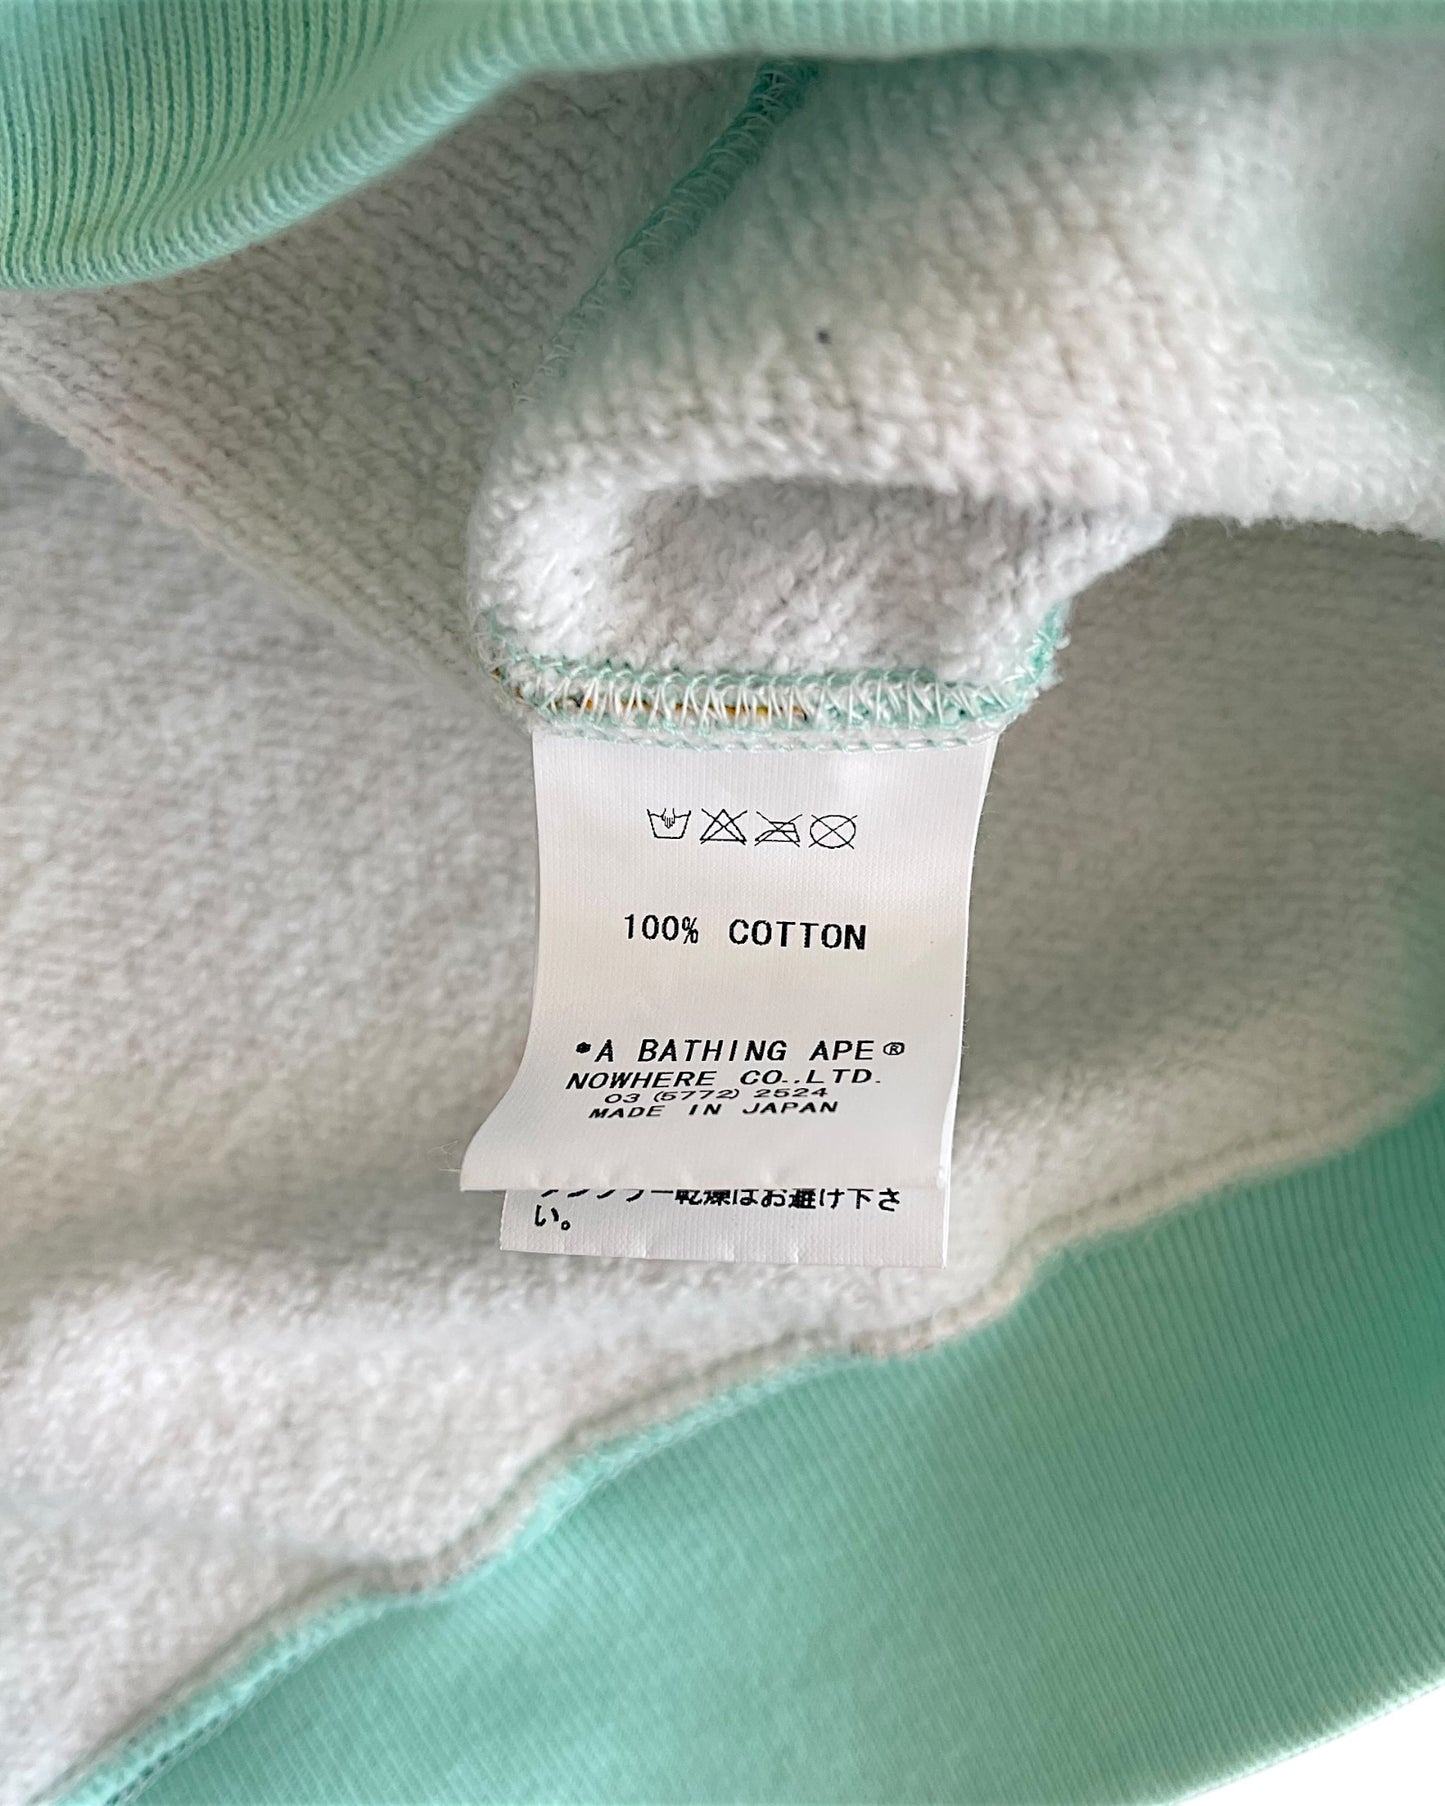 100% COTTON
•A BATHING APE®
NOWHERE CO.,LTD.
03 (5772) 2524
MADE IN JAPAN
タンブラー乾燥はお避け下さ
い。